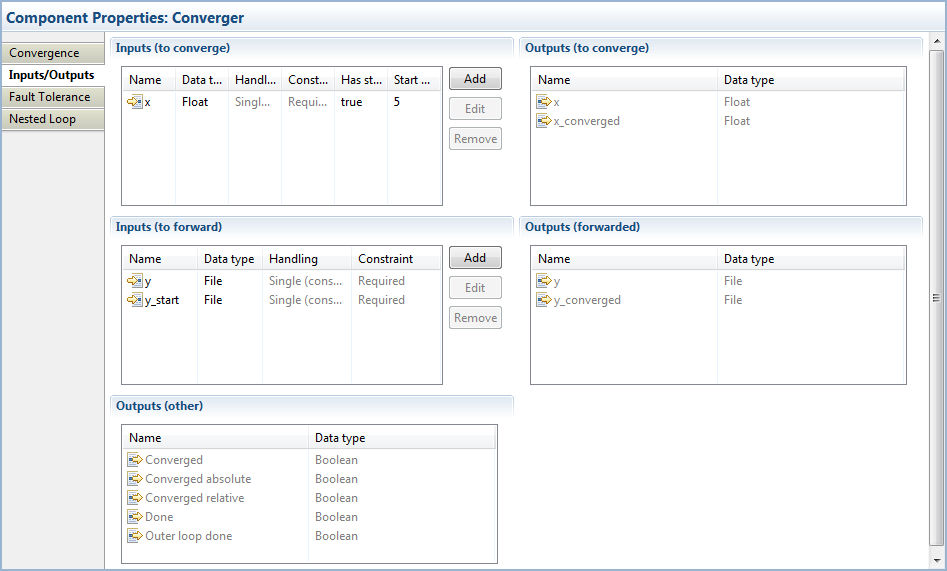 Component Properties: Converger
Convergence
Inputs/Outputs
Fault Tolerance
Nested Loop
Inputs (to converge)
Name Data t... Handl... Const... Has st... Start ...
x Float Singl... Requi... true 5
Add
Edit
Remove
Outputs (to converge)
Name Data type
x Float
x_converged Float
Inputs (to forward)
Name Data type Handling Constraint
y File Single (cons... Required
y_start File Single (cons... Required
Add
Edit
Remove
Outputs (forwarded)
Name Data type
y File
y_converged File
Outputs (other)
Name Data type
Converged Boolean
Converged absolute Boolean
Converged relative Boolean
Done Boolean
Outer loop done Boolean